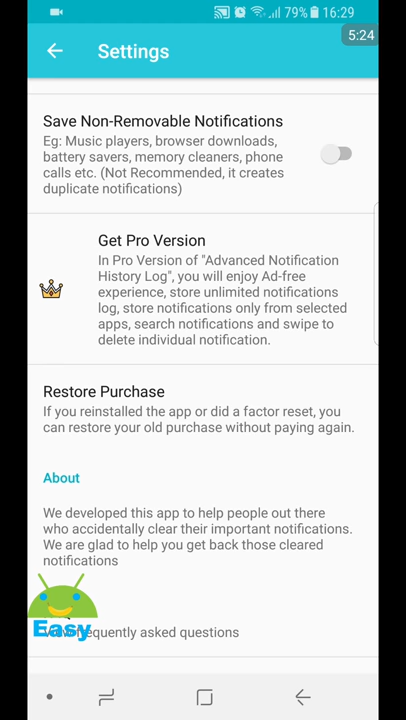 79% 16:29
5:24
Settings
Save Non-Removable Notifications
Eg: Music players, browser downloads,
battery savers, memory cleaners, phone
calls etc. (Not Recommended, it creates
duplicate notifications)
Get Pro Version
In Pro Version of "Advanced Notification
History Log", you will enjoy Ad-free
experience, store unlimited notifications
log, store notifications only from selected
apps, search notifications and swipe to
delete individual notification.
Restore Purchase
If you reinstalled the app or did a factor reset, you
can restore your old purchase without paying again.
About
We developed this app to help people out there
who accidentally clear their important notifications.
We are glad to help you get back those cleared
notifications
Easy
frequently asked questions